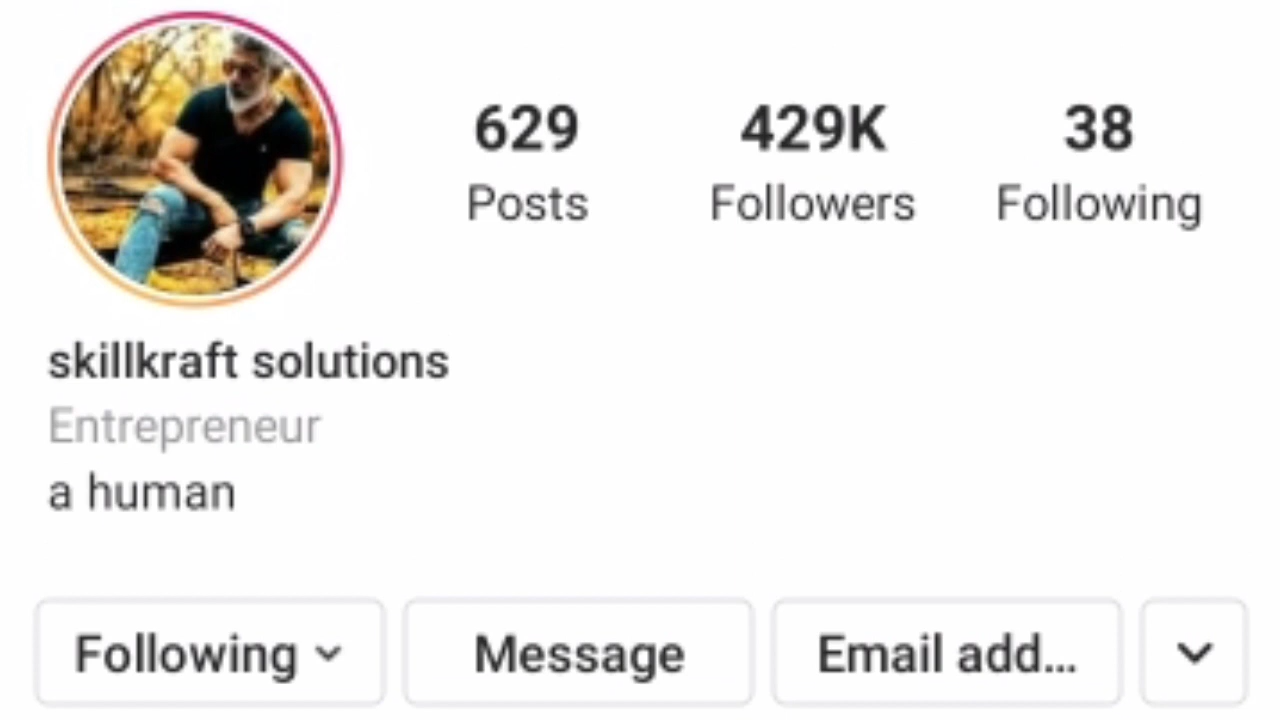 629 429K 38
Posts Followers Following
skillkraft solutions
Entrepreneur
a human
Following Message Email add...